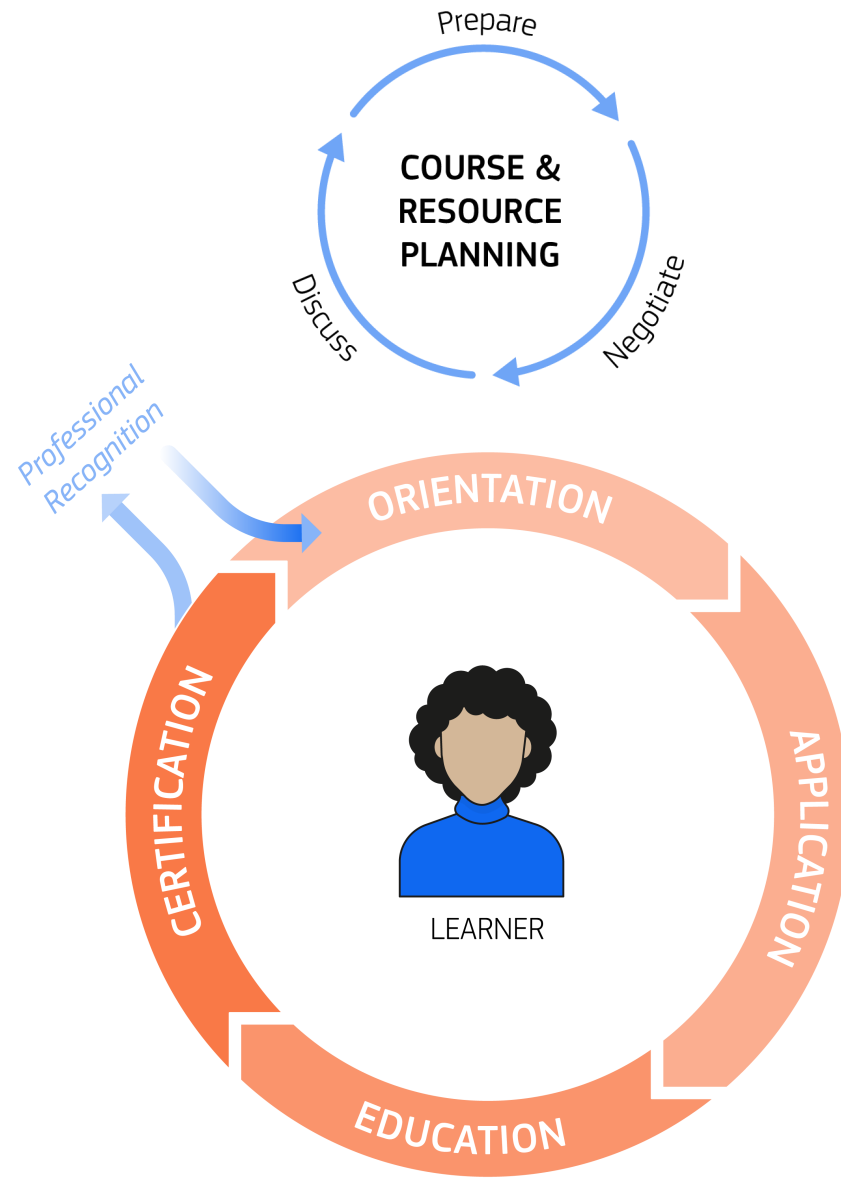 Prepare
COURSE &
RESOURCE
PLANNING
Negotiate
Discuss
Professional
Recognition
ORIENTATION
APPLICATION
EDUCATION
CERTIFICATION
LEARNER